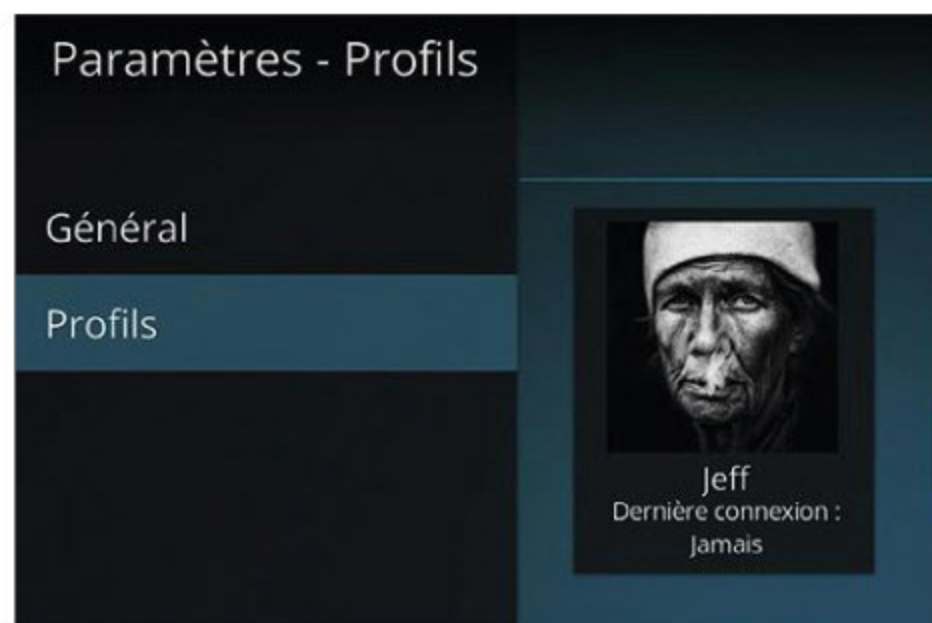 Paramètres - Profils
Général
Profils
Jeff
Dernière connexion :
Jamais